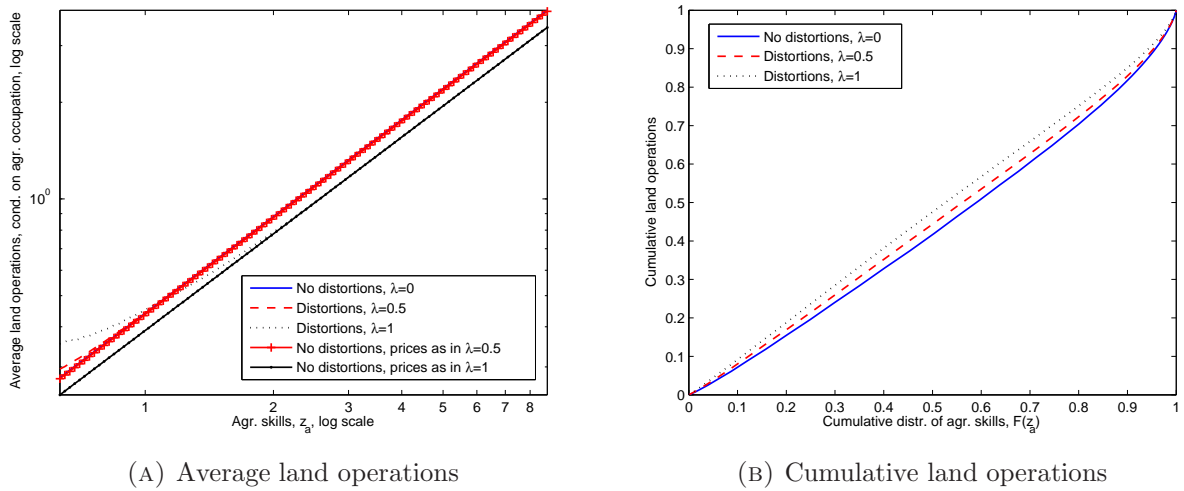 Average land operations, cond. on agr. occupation, log scale
10^0
No distortions, λ=0
Distortions, λ=0.5
Distortions, λ=1
No distortions, prices as in λ=0.5
No distortions, prices as in λ=1
1 2 3 4 5 6 7 8
Agr. skills, z_a, log scale
(A) Average land operations
Cumulative land operations
1
0.9
0.8
0.7
0.6
0.5
0.4
0.3
0.2
0.1
0
No distortions, λ=0
Distortions, λ=0.5
Distortions, λ=1
0 0.1 0.2 0.3 0.4 0.5 0.6 0.7 0.8 0.9 1
Cumulative distr. of agr. skills, F(z_a)
(B) Cumulative land operations